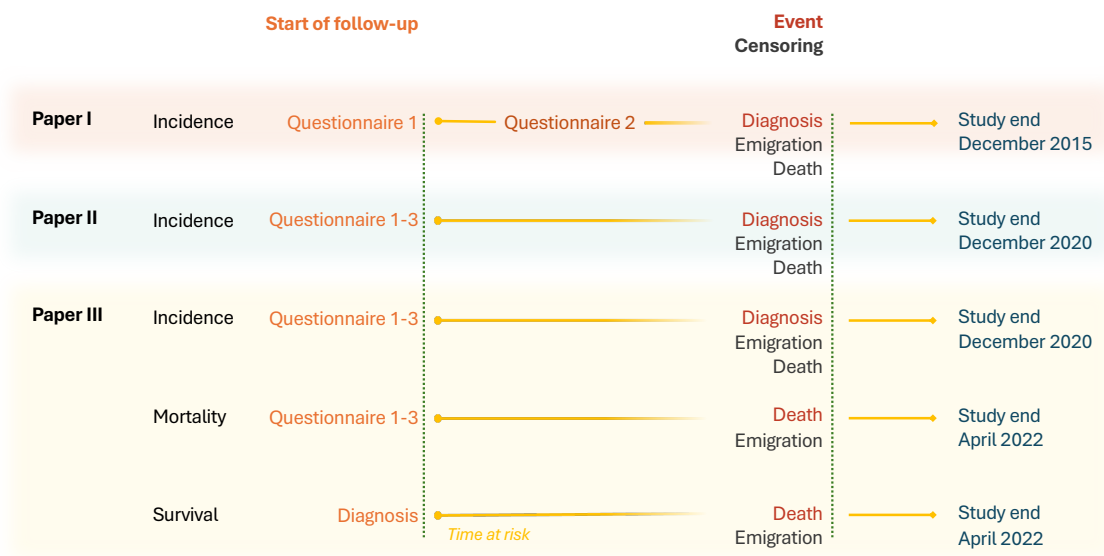 Start of follow-up
Event
Censoring
Paper I
Incidence
Questionnaire 1
Questionnaire 2
Diagnosis
Emigration
Death
Study end
December 2015
Paper II
Incidence
Questionnaire 1-3
Diagnosis
Emigration
Death
Study end
December 2020
Paper III
Incidence
Questionnaire 1-3
Diagnosis
Emigration
Death
Study end
December 2020
Mortality
Questionnaire 1-3
Death
Emigration
Study end
April 2022
Survival
Diagnosis
Time at risk
Death
Emigration
Study end
April 2022